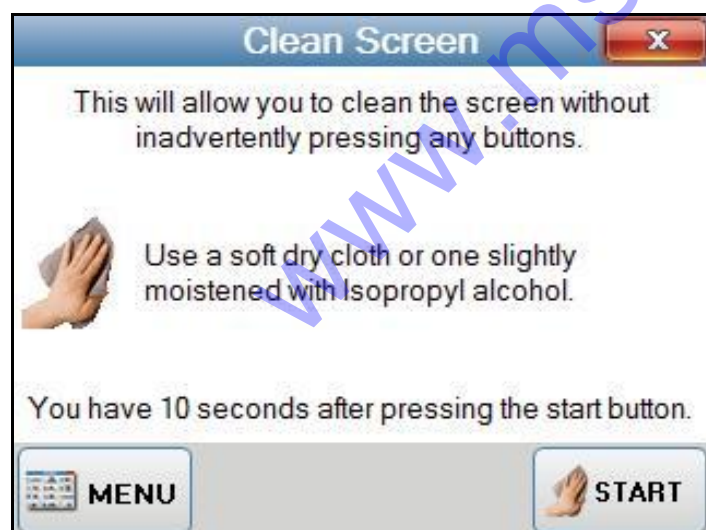 Clean Screen
x
This will allow you to clean the screen without
inadvertently pressing any buttons.
Use a soft dry cloth or one slightly
moistened with Isopropyl alcohol.
You have 10 seconds after pressing the start button.
MENU
START
www.ms